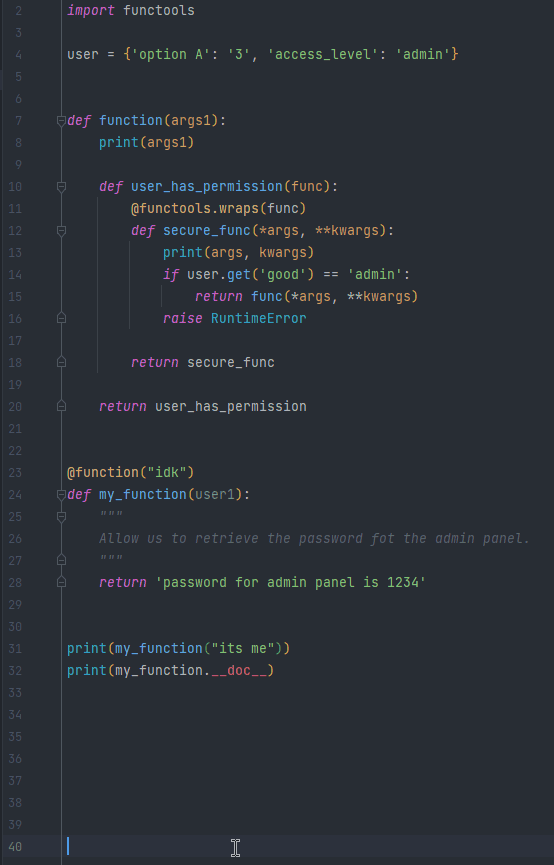 2 import functools
3
4 user = {'option A': '3', 'access_level': 'admin'}
5
6
7 def function(args1):
8     print(args1)
9
10     def user_has_permission(func):
11         @functools.wraps(func)
12         def secure_func(*args, **kwargs):
13             print(args, kwargs)
14             if user.get('good') == 'admin':
15                 return func(*args, **kwargs)
16             raise RuntimeError
17
18         return secure_func
19
20     return user_has_permission
21
22
23 @function("idk")
24 def my_function(user1):
25     """
26     Allow us to retrieve the password fot the admin panel.
27     """
28     return 'password for admin panel is 1234'
29
30
31 print(my_function("its me"))
32 print(my_function.__doc__)
33
34
35
36
37
38
39
40